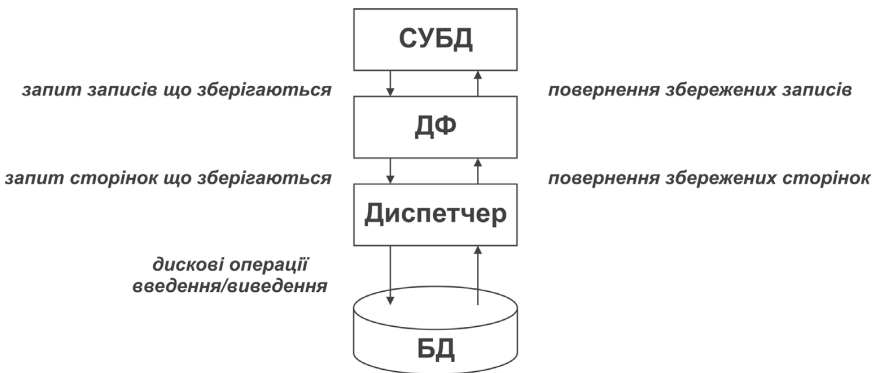 СУБД
запит записів що зберігаються
повернення збережених записів
ДФ
запит сторінок що зберігаються
повернення збережених сторінок
Диспетчер
дискові операції
введення/виведення
БД